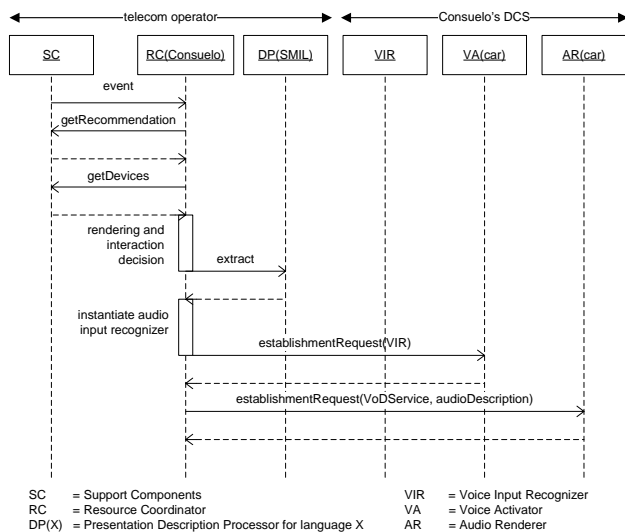 telecom operator
Consuelo's DCS
SC
RC(Consuelo)
DP(SMIL)
VIR
VA(car)
AR(car)
event
getRecommendation
getDevices
rendering and
interaction
decision
extract
instantiate audio
input recognizer
establishmentRequest(VIR)
establishmentRequest(VoDService, audioDescription)
SC = Support Components
RC = Resource Coordinator
DP(X) = Presentation Description Processor for language X
VIR = Voice Input Recognizer
VA = Voice Activator
AR = Audio Renderer